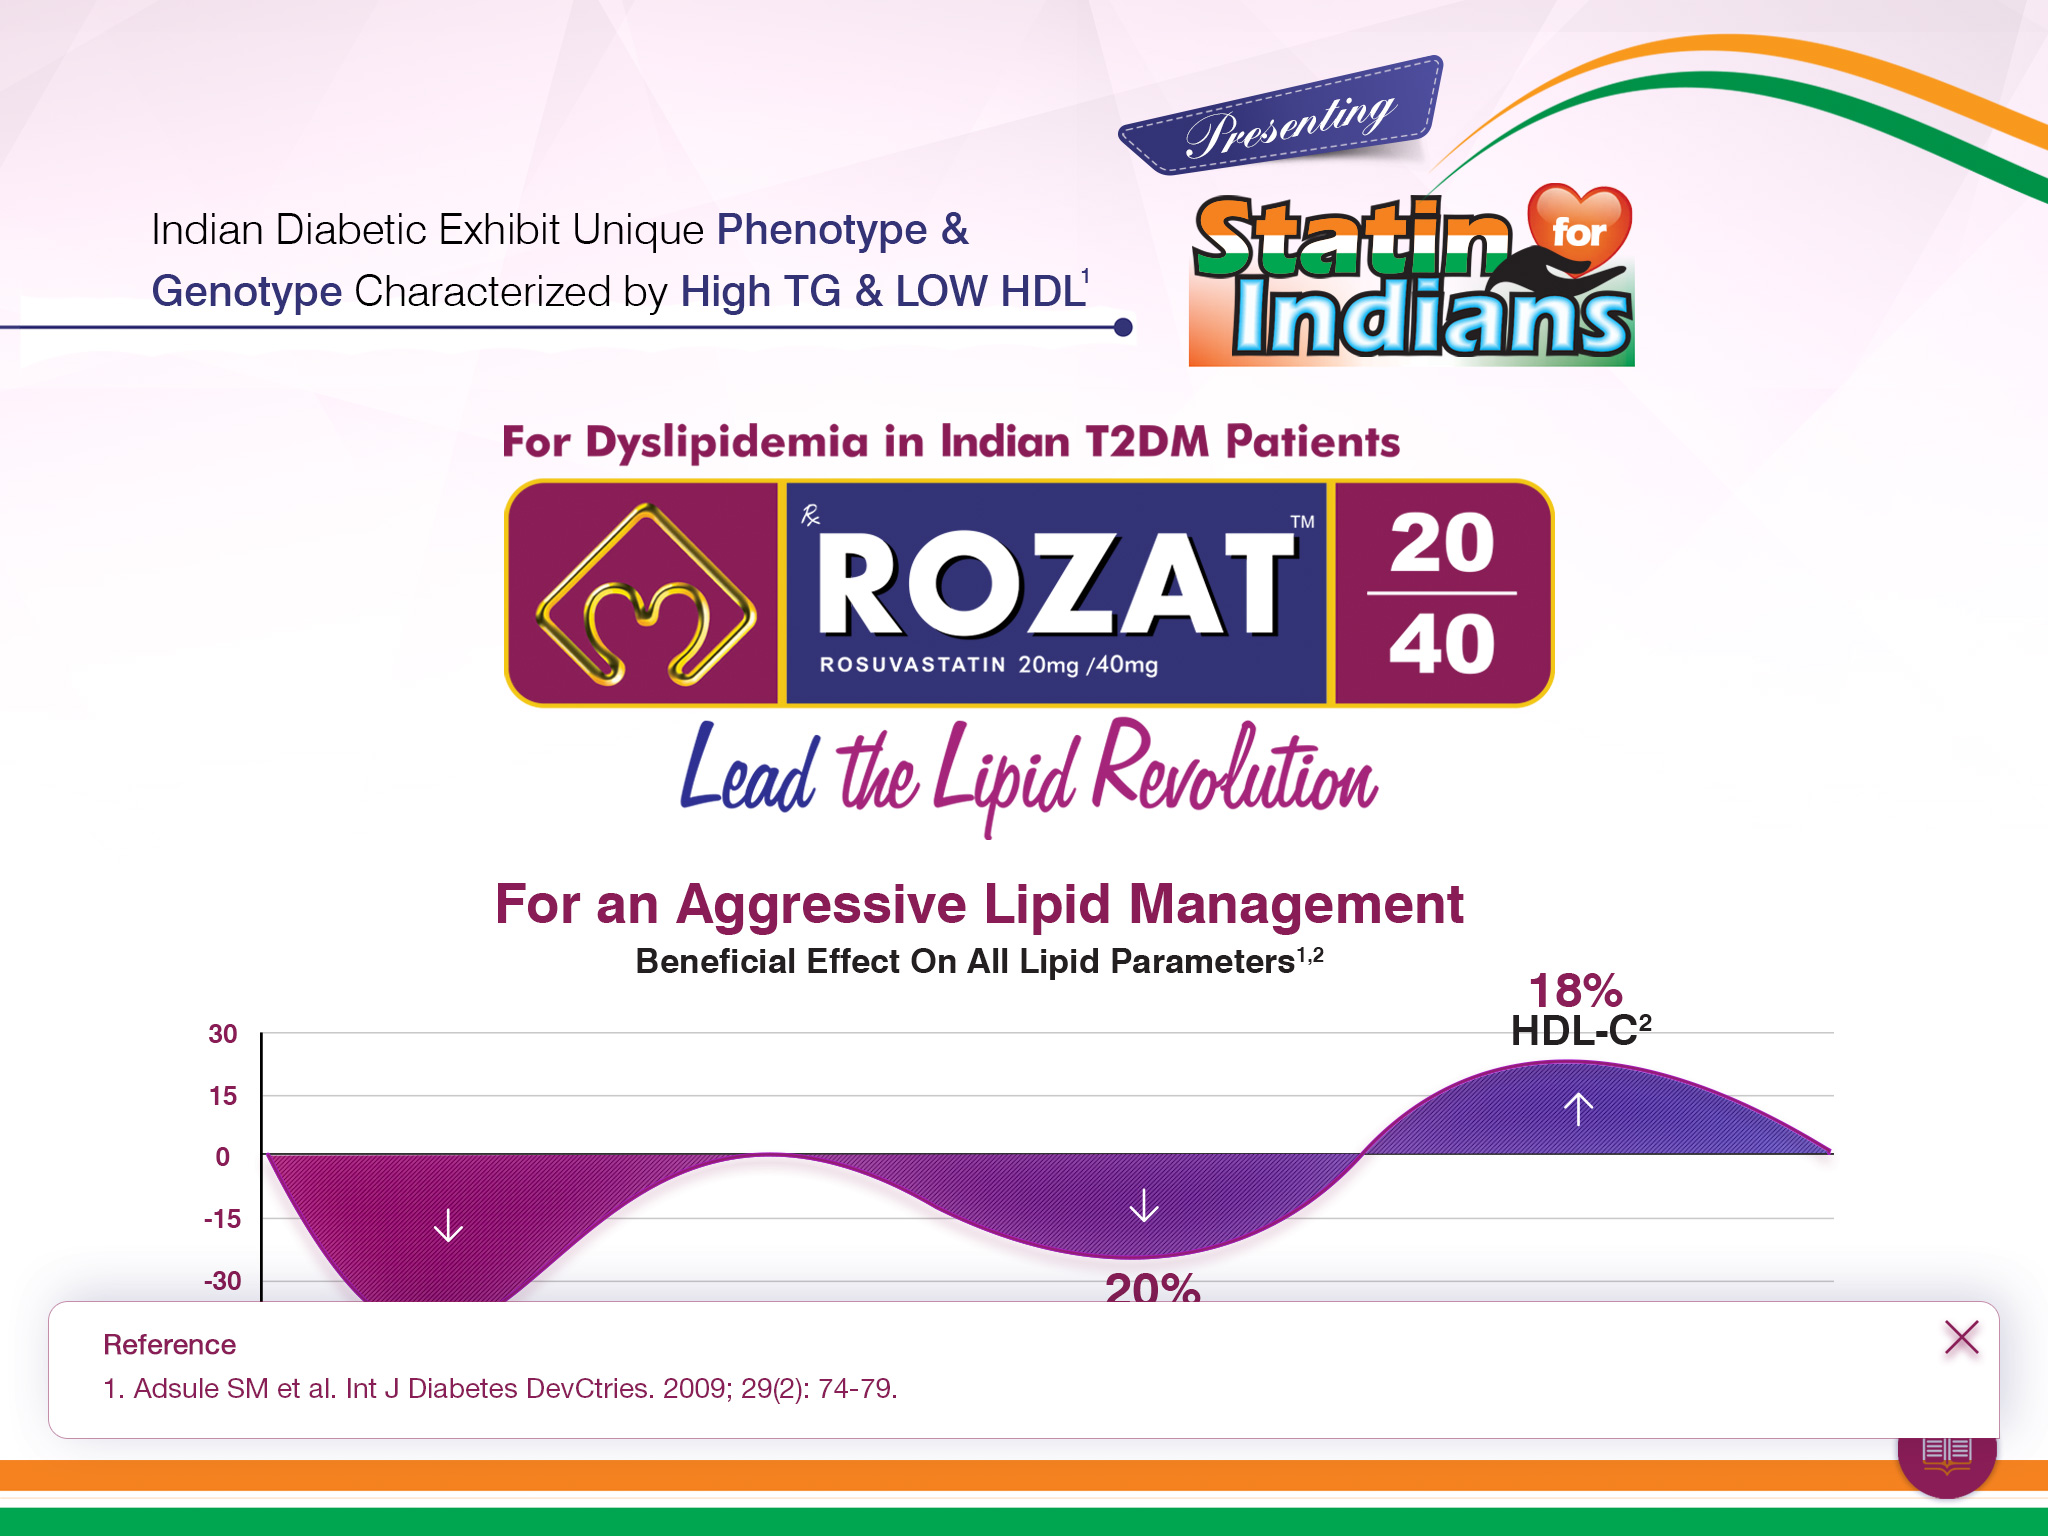 Presenting
Statin for
Indians
Indian Diabetic Exhibit Unique Phenotype &
Genotype Characterized by High TG & LOW HDL¹
For Dyslipidemia in Indian T2DM Patients
Rx
ROZAT™
ROSUVASTATIN 20mg /40mg
20
40
Lead the Lipid Revolution
For an Aggressive Lipid Management
Beneficial Effect On All Lipid Parameters¹,²
18%
HDL-C²
30
15
0
-15
-30
20%
Reference
1. Adsule SM et al. Int J Diabetes DevCtries. 2009; 29(2): 74-79.